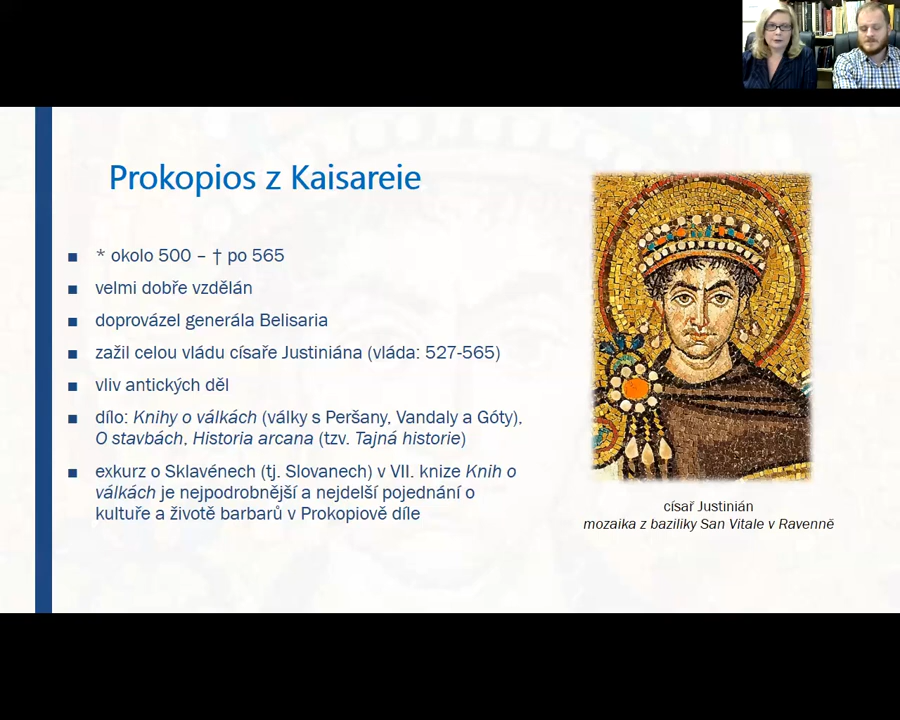 Prokopios z Kaisareie
* okolo 500 – † po 565
velmi dobře vzdělán
doprovázel generála Belisaria
zažil celou vládu císaře Justiniána (vláda: 527-565)
vliv antických děl
dílo: Knihy o válkách (války s Peršany, Vandaly a Góty),
O stavbách, Historia arcana (tzv. Tajná historie)
exkurz o Sklavénech (tj. Slovanech) v VII. knize Knih o
válkách je nejpodrobnější a nejdelší pojednání o
kultuře a životě barbarů v Prokopiově díle
císař Justinián
mozaika z baziliky San Vitale v Ravenně